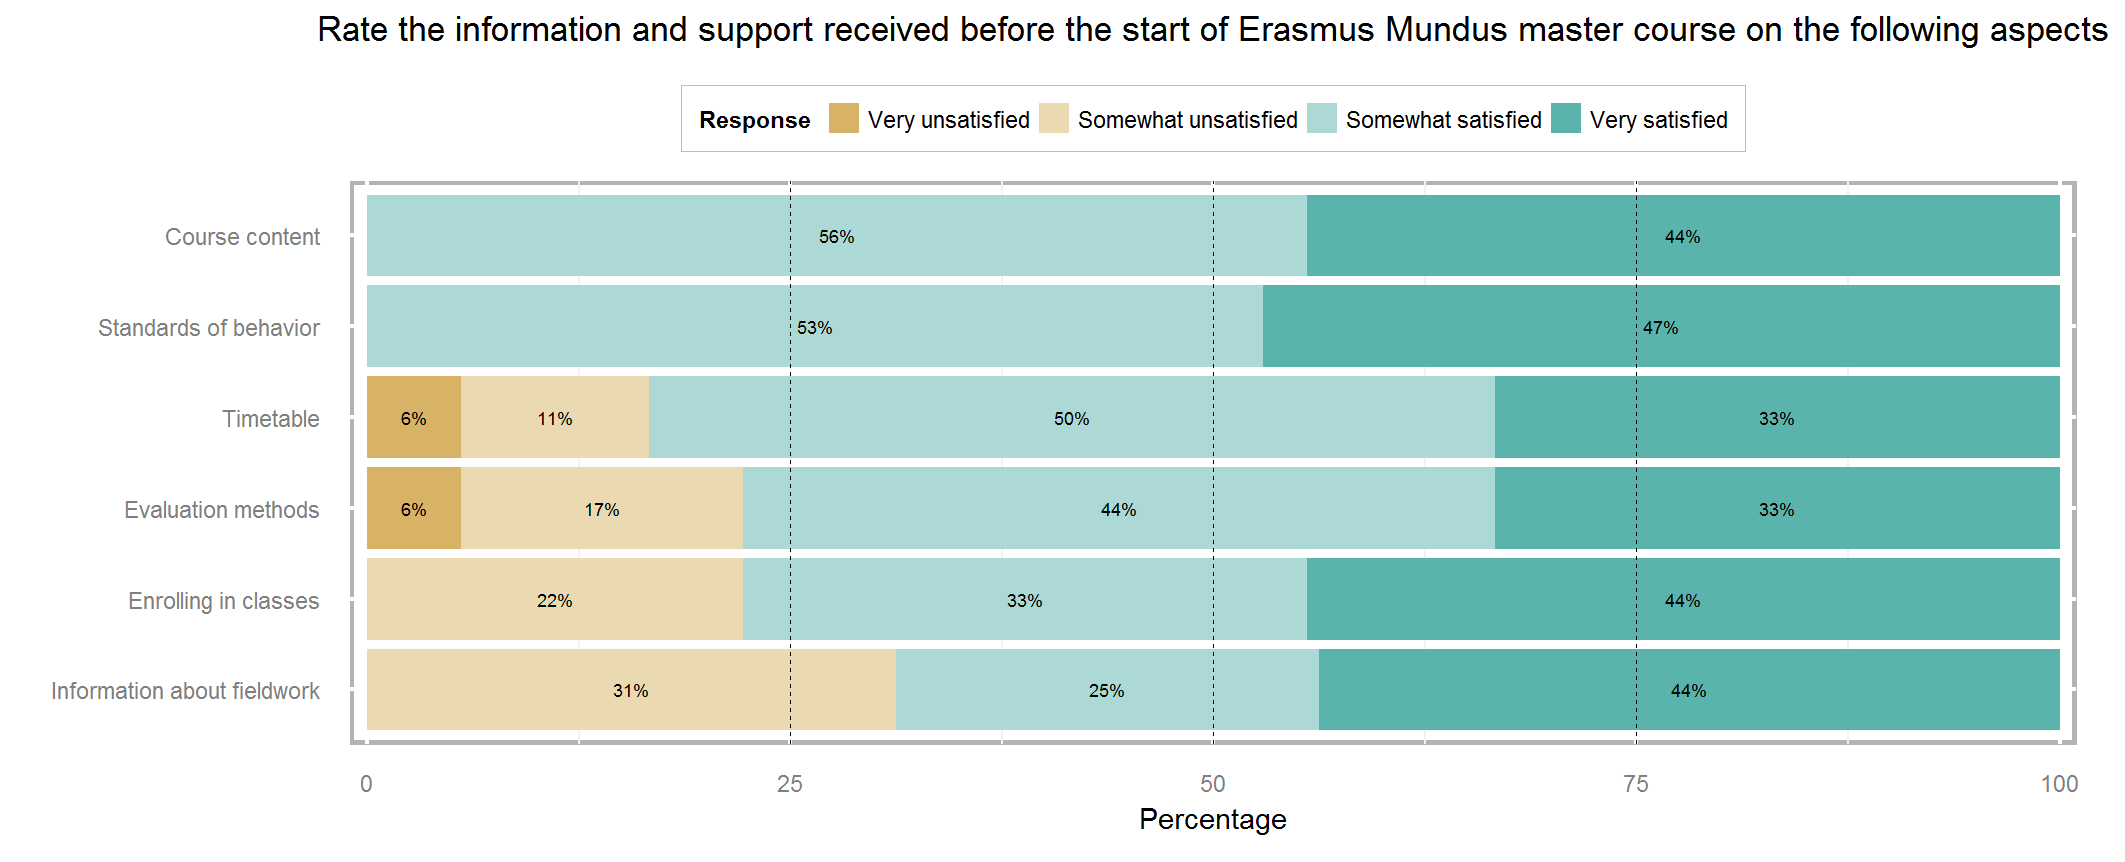 Rate the information and support received before the start of Erasmus Mundus master course on the following aspects
Response Very unsatisfied Somewhat unsatisfied Somewhat satisfied Very satisfied
Course content 56% 44%
Standards of behavior 53% 47%
Timetable 6% 11% 50% 33%
Evaluation methods 6% 17% 44% 33%
Enrolling in classes 22% 33% 44%
Information about fieldwork 31% 25% 44%
0 25 50 75 100
Percentage